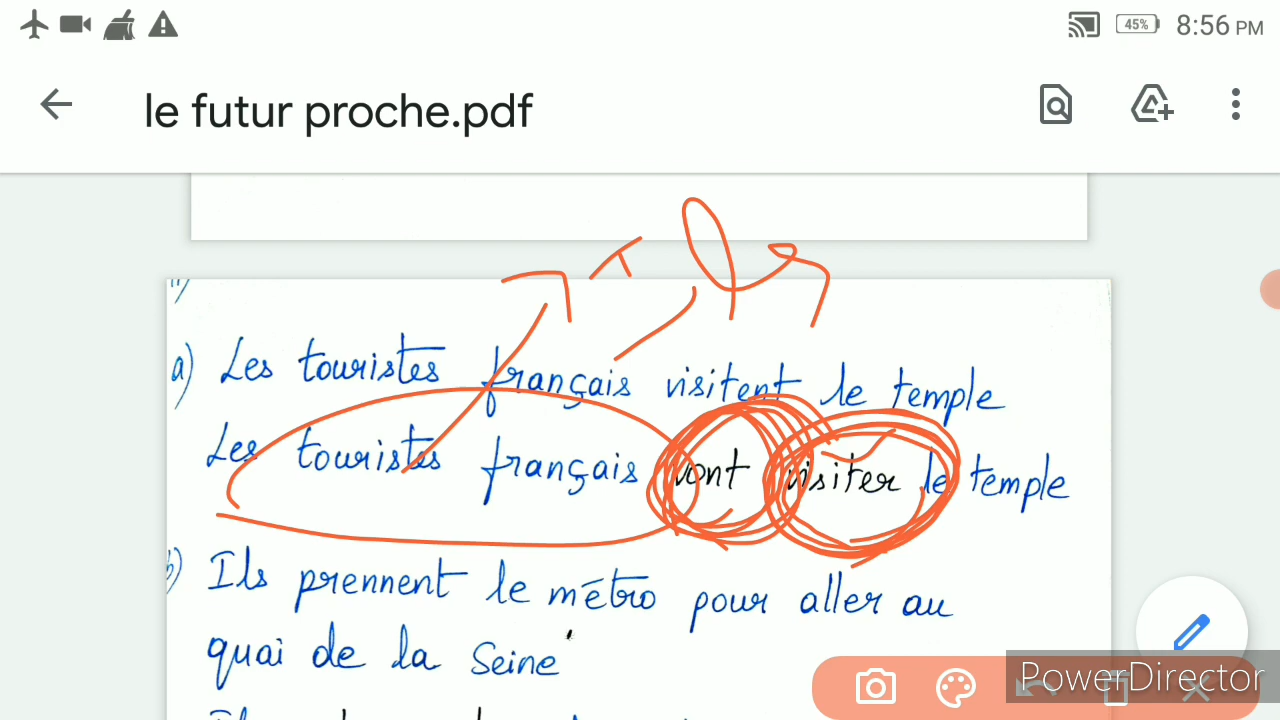 45% 8:56 PM
le futur proche.pdf
a) Les touristes français visitent le temple
Les touristes français vont visiter le temple
b) Ils prennent le métro pour aller au
quai de la Seine
PowerDirector